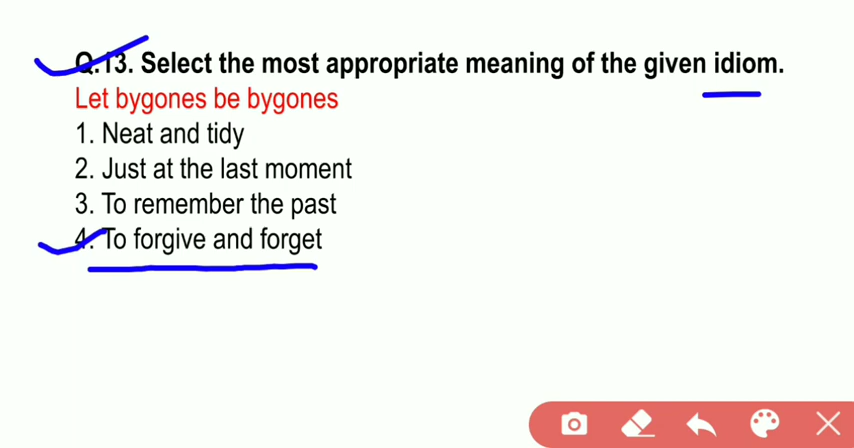 Q.13. Select the most appropriate meaning of the given idiom.
Let bygones be bygones
1. Neat and tidy
2. Just at the last moment
3. To remember the past
4. To forgive and forget